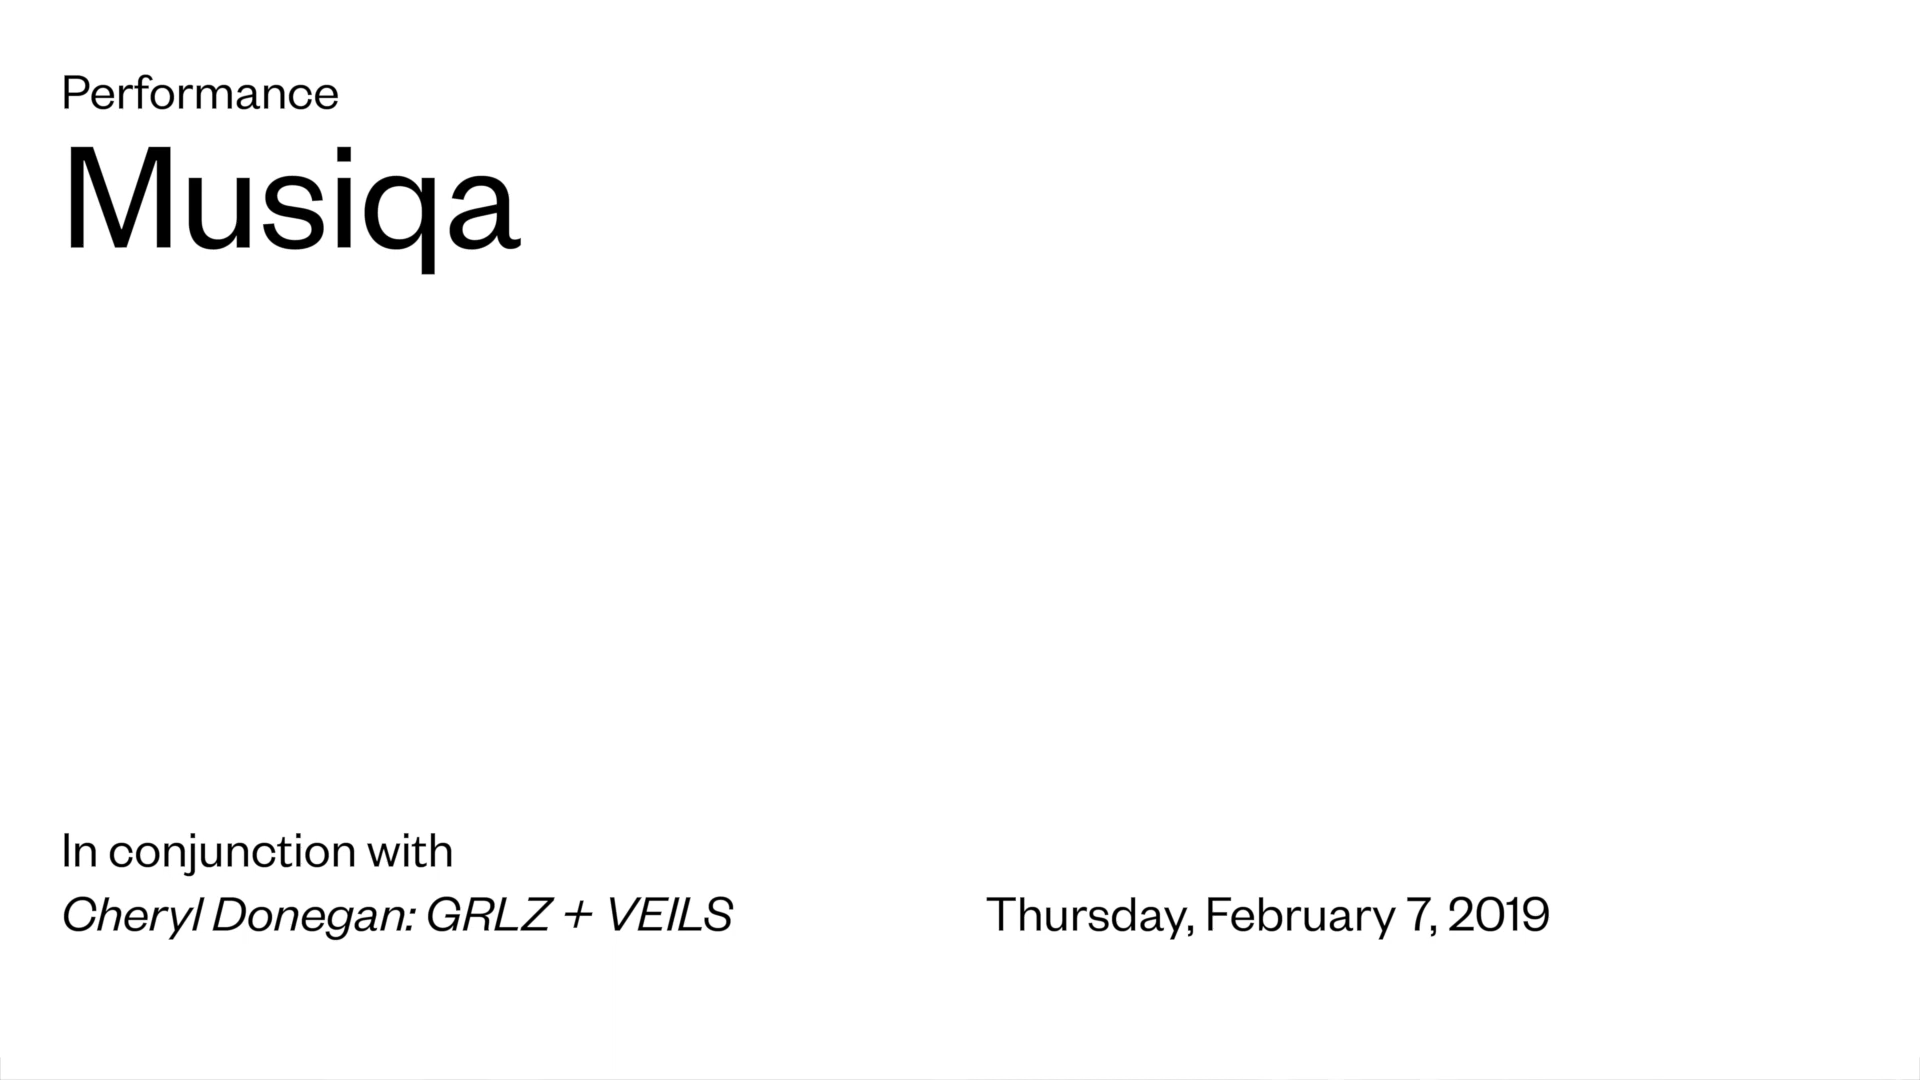 Performance
Musiqa
In conjunction with
Cheryl Donegan: GRLZ + VEILS
Thursday, February 7, 2019